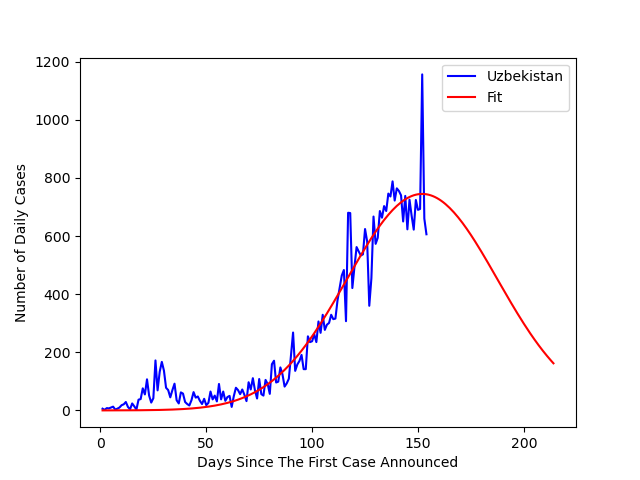 1200
1000
800
600
400
200
0
Number of Daily Cases
Uzbekistan
Fit
0 50 100 150 200
Days Since The First Case Announced